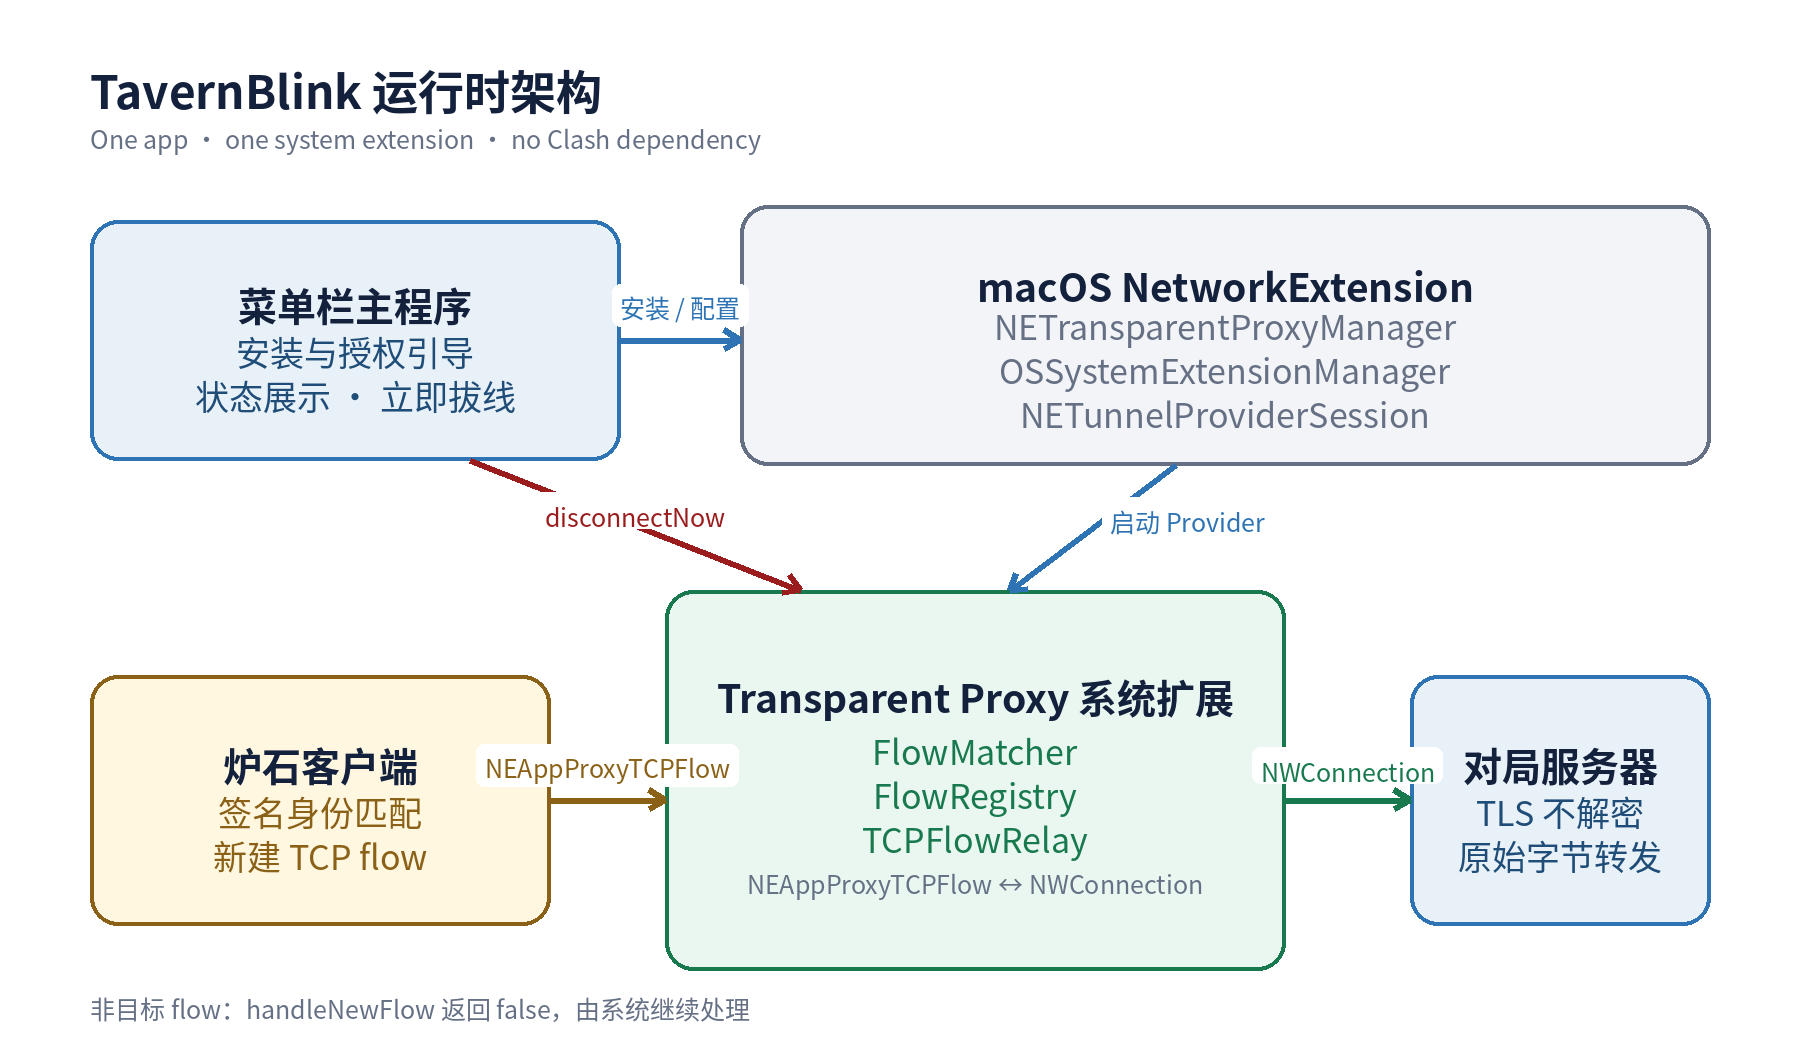 TavernBlink 运行时架构
One app • one system extension • no Clash dependency
菜单栏主程序
安装与授权引导
状态展示 • 立即拔线
安装 / 配置
macOS NetworkExtension
NETransparentProxyManager
OSSystemExtensionManager
NETunnelProviderSession
disconnectNow
启动 Provider
炉石客户端
签名身份匹配
新建 TCP flow
NEAppProxyTCPFlow
Transparent Proxy 系统扩展
FlowMatcher
FlowRegistry
TCPFlowRelay
NEAppProxyTCPFlow ↔ NWConnection
NWConnection
对局服务器
TLS 不解密
原始字节转发
非目标 flow：handleNewFlow 返回 false，由系统继续处理